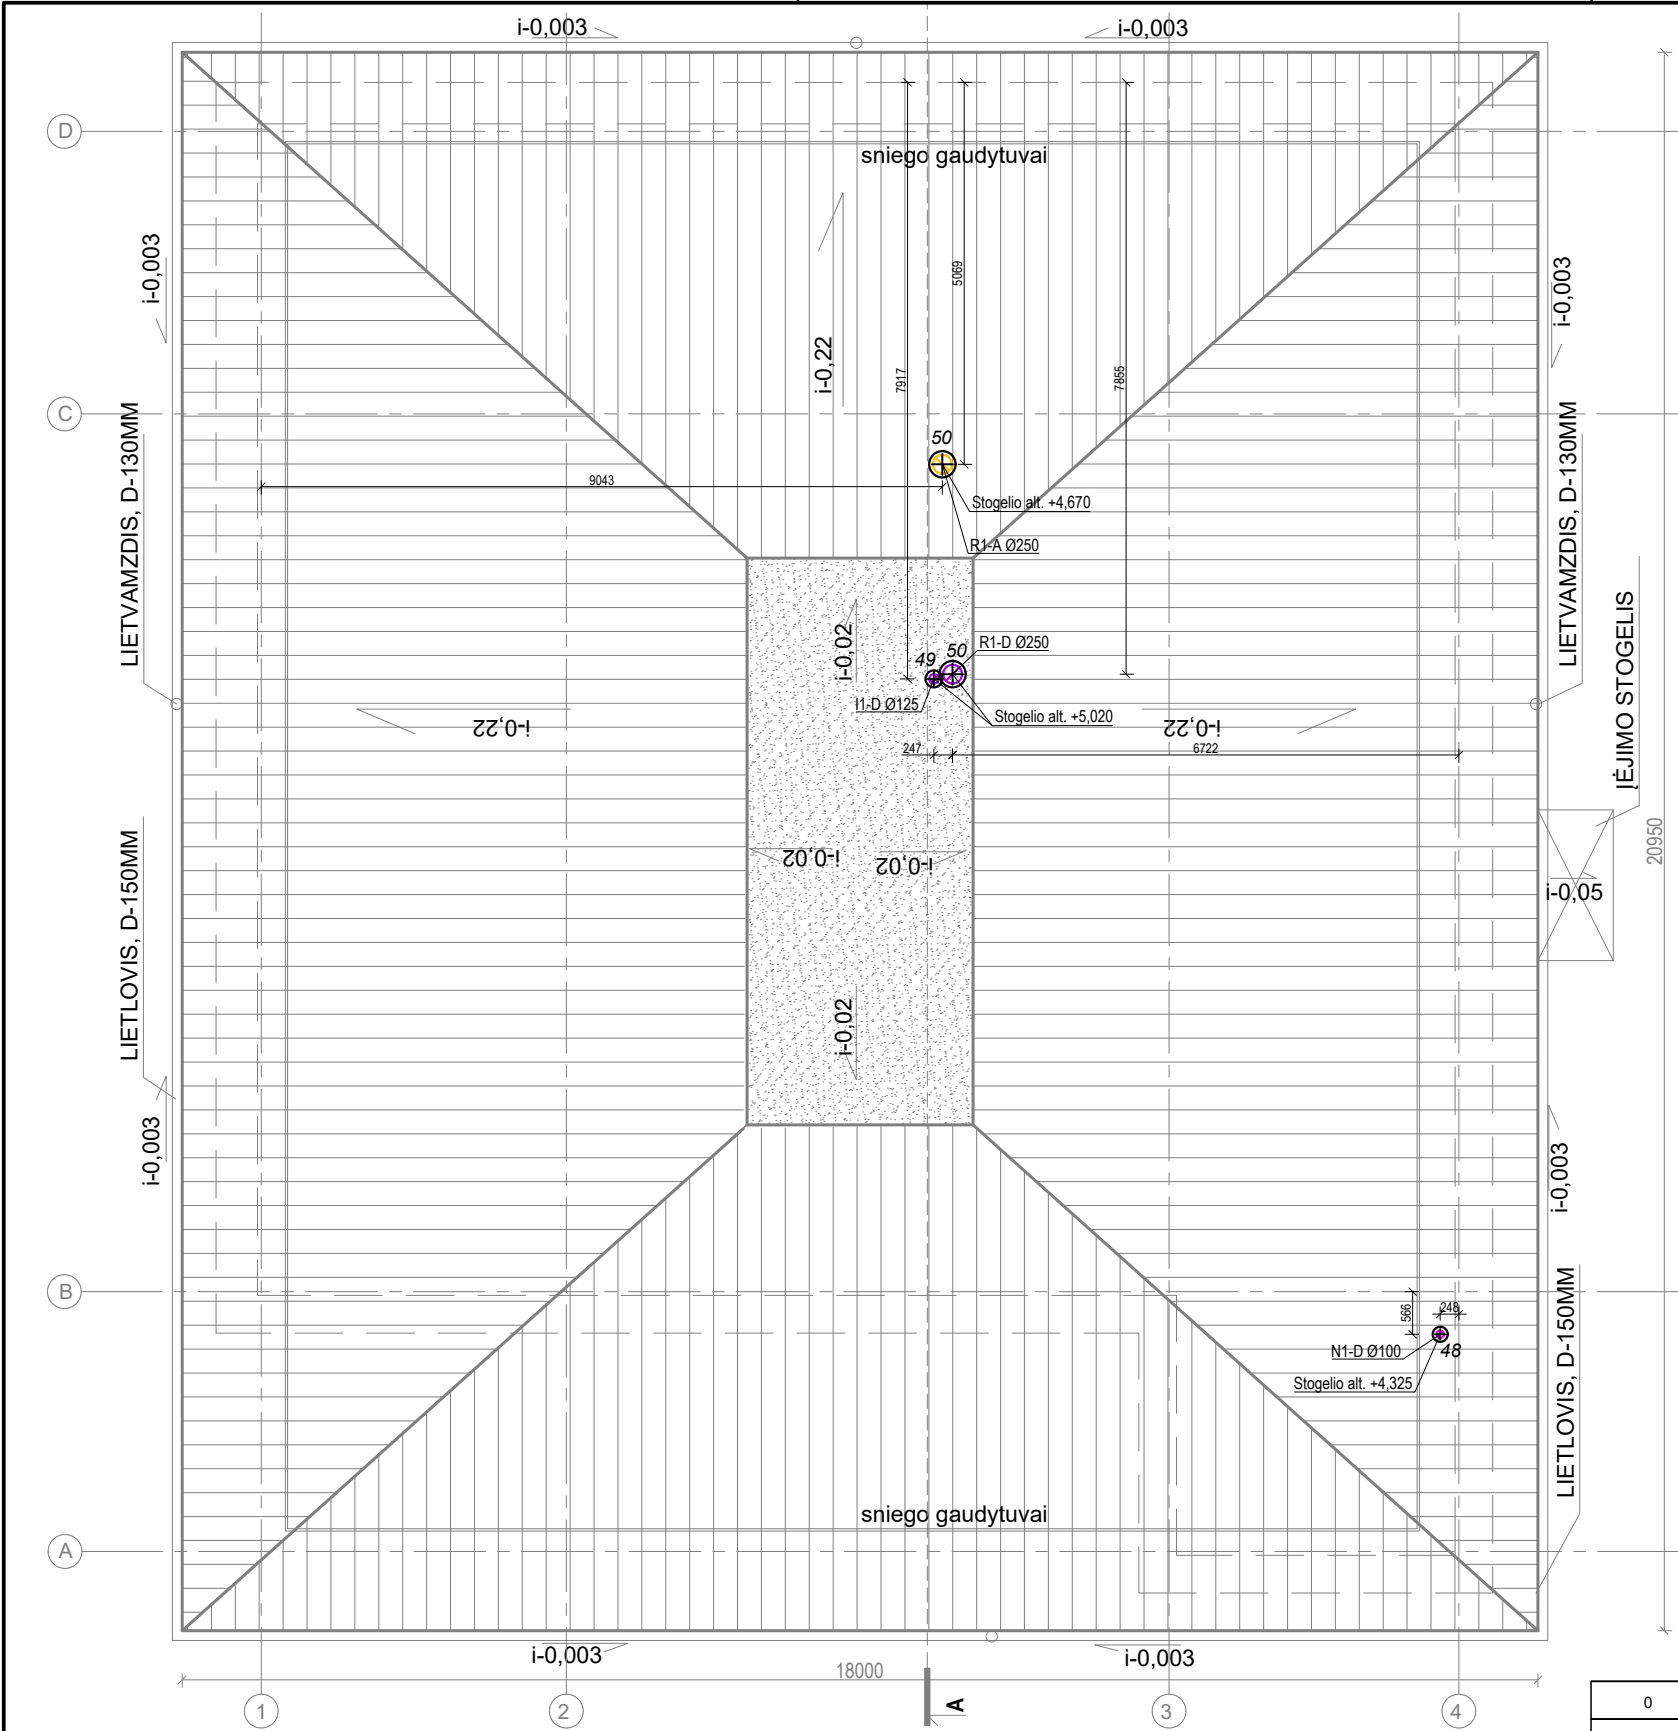 i-0,003
i-0,003
D
sniego gaudytuvai
i-0,003
i-0,003
5069
i-0,22
7917
7855
C
LIETVAMZDIS, D-130MM
LIETVAMZDIS, D-130MM
50
9043
Stogelio alt. +4,670
R1-A Ø250
ĮĖJIMO STOGELIS
i-0,02
49
50
R1-D Ø250
I1-D Ø125
Stogelio alt. +5,020
i-0,22
i-0,22
247
6722
20950
LIETLOVIS, D-150MM
i-0,02
i-0,02
i-0,05
i-0,02
i-0,003
i-0,003
B
566
248
N1-D Ø100
48
Stogelio alt. +4,325
LIETLOVIS, D-150MM
sniego gaudytuvai
A
i-0,003
i-0,003
18000
1
2
A
3
4
0